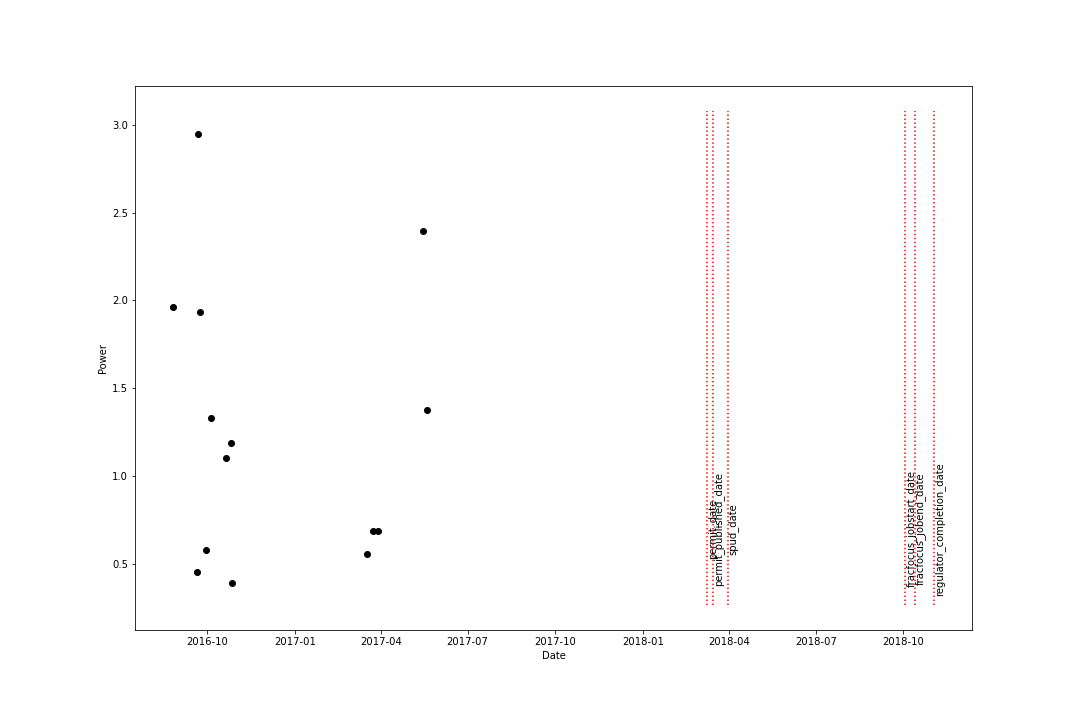 3.0
2.5
2.0
1.5
1.0
0.5
Power
permit_date
permit_published_date
spud_date
fracfocus_jobstart_date
fracfocus_jobend_date
regulator_completion_date
2016-10 2017-01 2017-04 2017-07 2017-10 2018-01 2018-04 2018-07 2018-10
Date